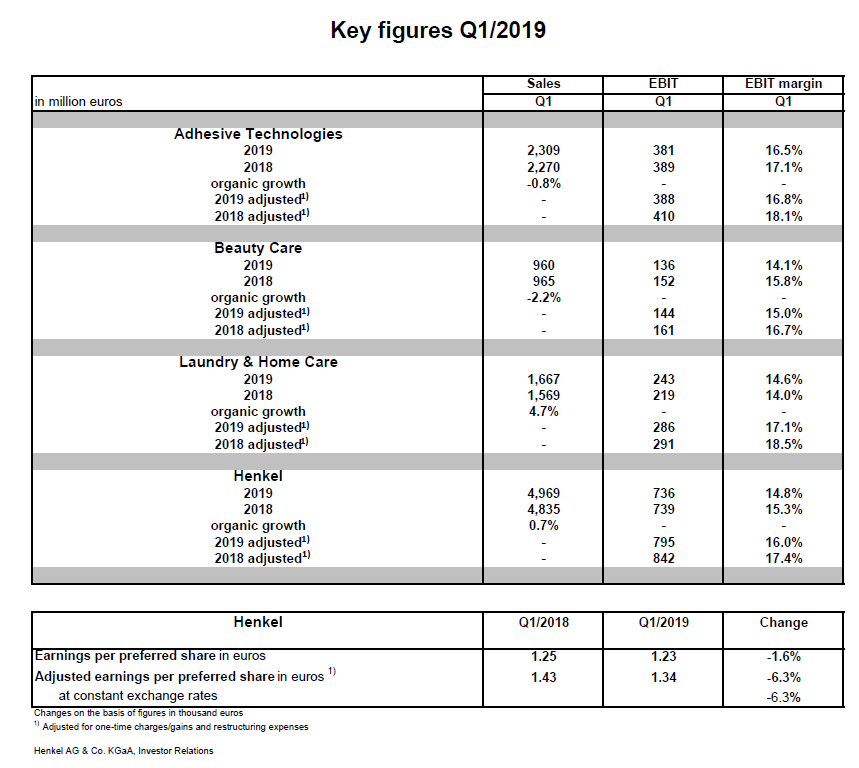 Key figures Q1/2019
Sales EBIT EBIT margin
in million euros Q1 Q1 Q1
Adhesive Technologies
2019 2,309 381 16.5%
2018 2,270 389 17.1%
organic growth -0.8% - -
2019 adjusted1) - 388 16.8%
2018 adjusted1) - 410 18.1%
Beauty Care
2019 960 136 14.1%
2018 965 152 15.8%
organic growth -2.2% - -
2019 adjusted1) - 144 15.0%
2018 adjusted1) - 161 16.7%
Laundry & Home Care
2019 1,667 243 14.6%
2018 1,569 219 14.0%
organic growth 4.7% - -
2019 adjusted1) - 286 17.1%
2018 adjusted1) - 291 18.5%
Henkel
2019 4,969 736 14.8%
2018 4,835 739 15.3%
organic growth 0.7% - -
2019 adjusted1) - 795 16.0%
2018 adjusted1) - 842 17.4%
Henkel Q1/2018 Q1/2019 Change
Earnings per preferred share in euros 1.25 1.23 -1.6%
Adjusted earnings per preferred share in euros 1) 1.43 1.34 -6.3%
at constant exchange rates -6.3%
Changes on the basis of figures in thousand euros
1) Adjusted for one-time charges/gains and restructuring expenses
Henkel AG & Co. KGaA, Investor Relations